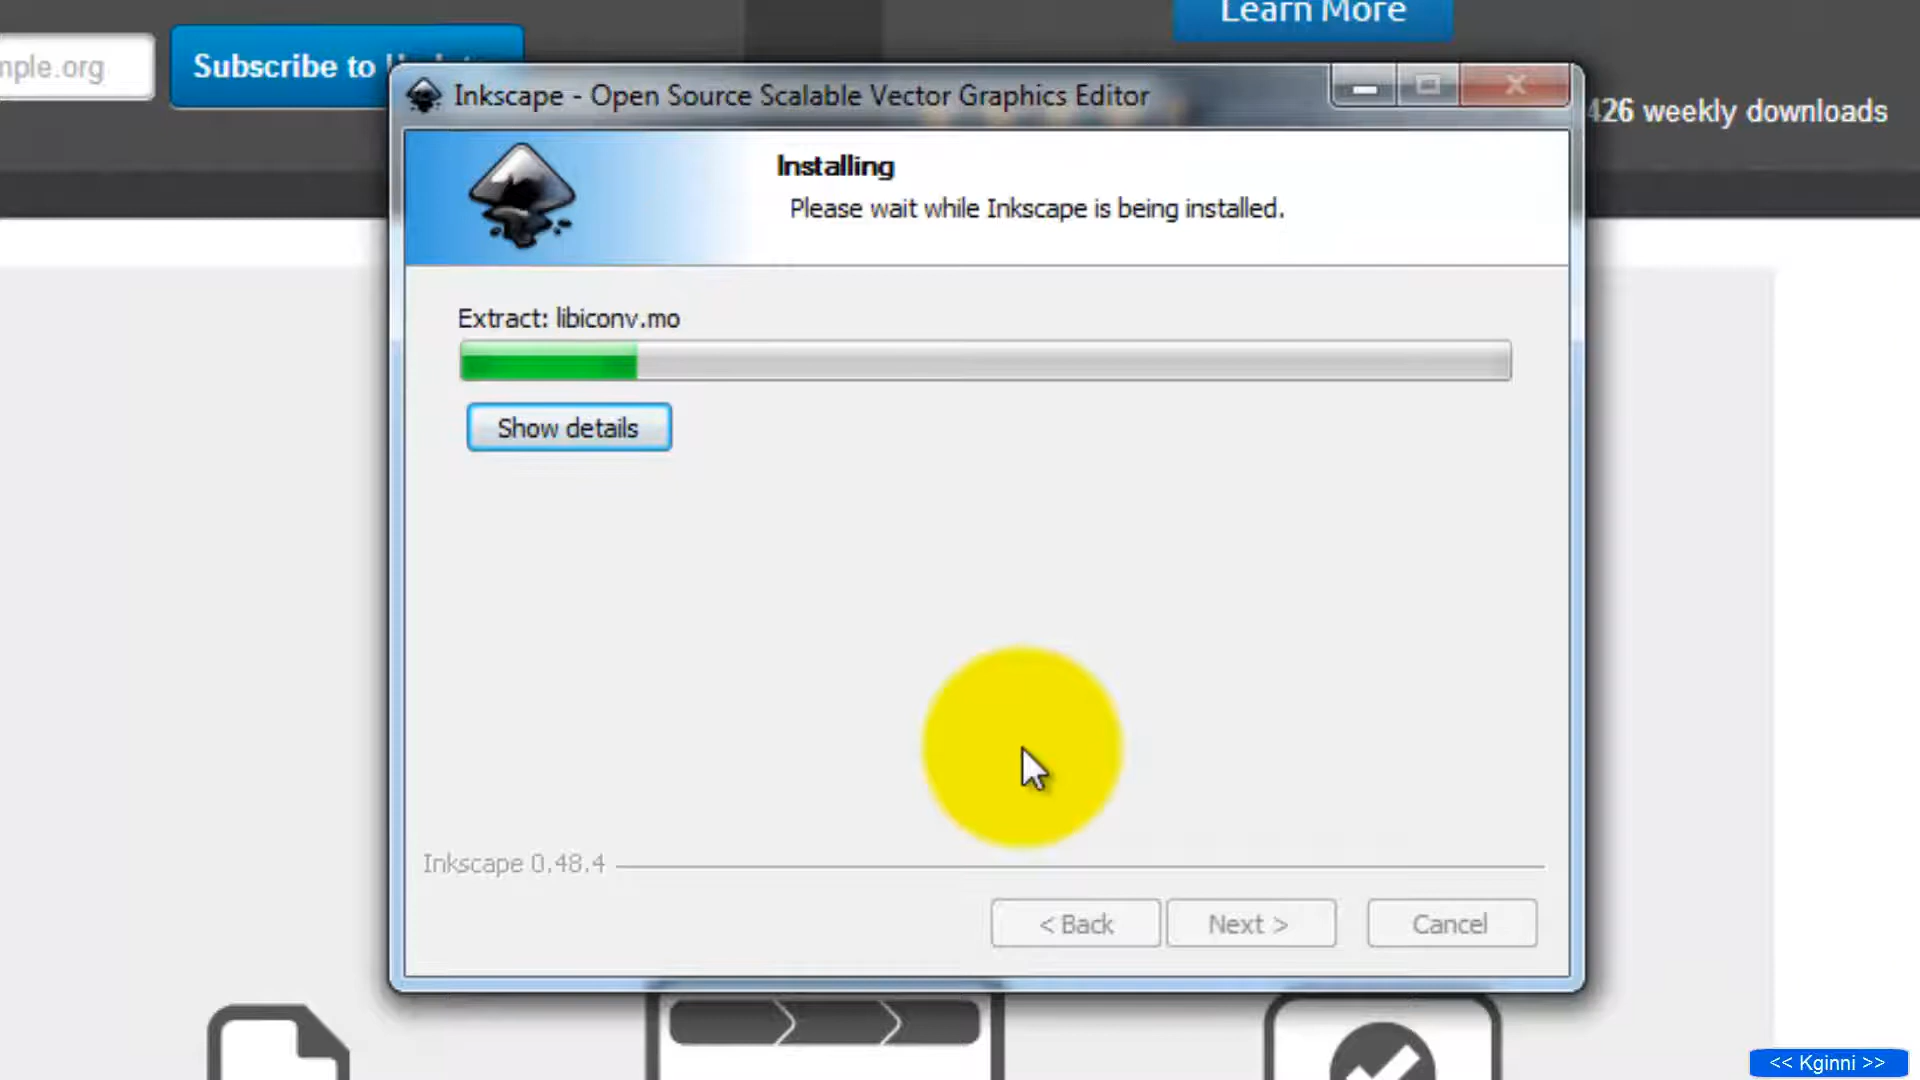 Learn More
mple.org
Subscribe to
Inkscape - Open Source Scalable Vector Graphics Editor
426 weekly downloads
Installing
Please wait while Inkscape is being installed.
Extract: libiconv.mo
Show details
Inkscape 0.48.4
< Back
Next >
Cancel
<< Kginni >>